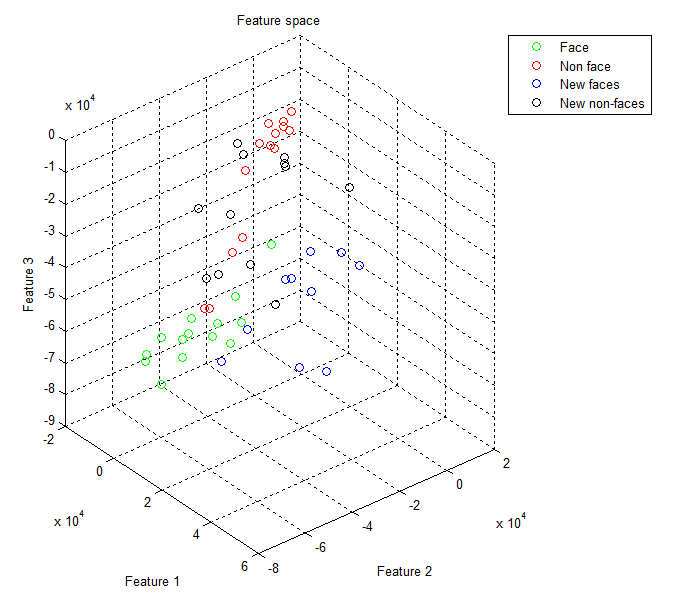 Feature space
Face
Non face
New faces
New non-faces
x 10^4
0
-1
-2
-3
-4
-5
-6
-7
-8
-9
Feature 3
-2
0
2
4
6
x 10^4
Feature 1
-8
-6
-4
-2
0
2
x 10^4
Feature 2